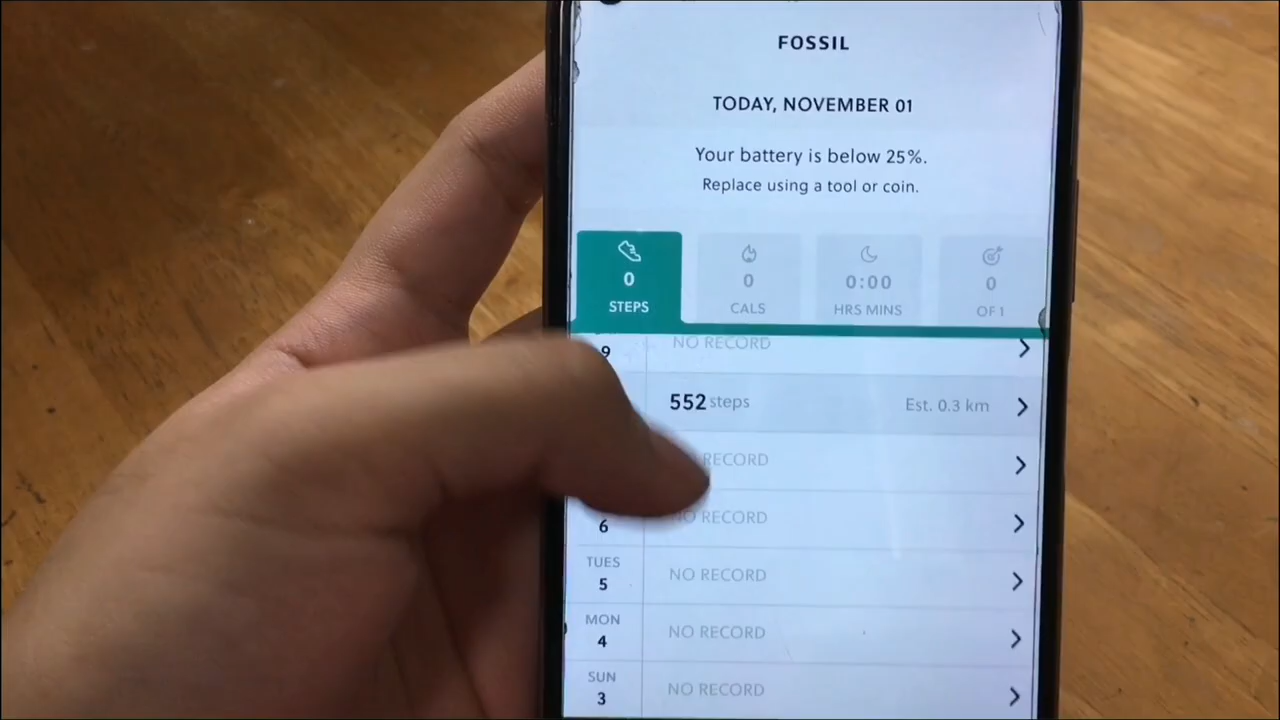 FOSSIL
TODAY, NOVEMBER 01
Your battery is below 25%.
Replace using a tool or coin.
0
STEPS
0
CALS
0:00
HRS MINS
0
OF 1
9
NO RECORD
552 steps
Est. 0.3 km
RECORD
6
NO RECORD
TUES
5
NO RECORD
MON
4
NO RECORD
SUN
3
NO RECORD